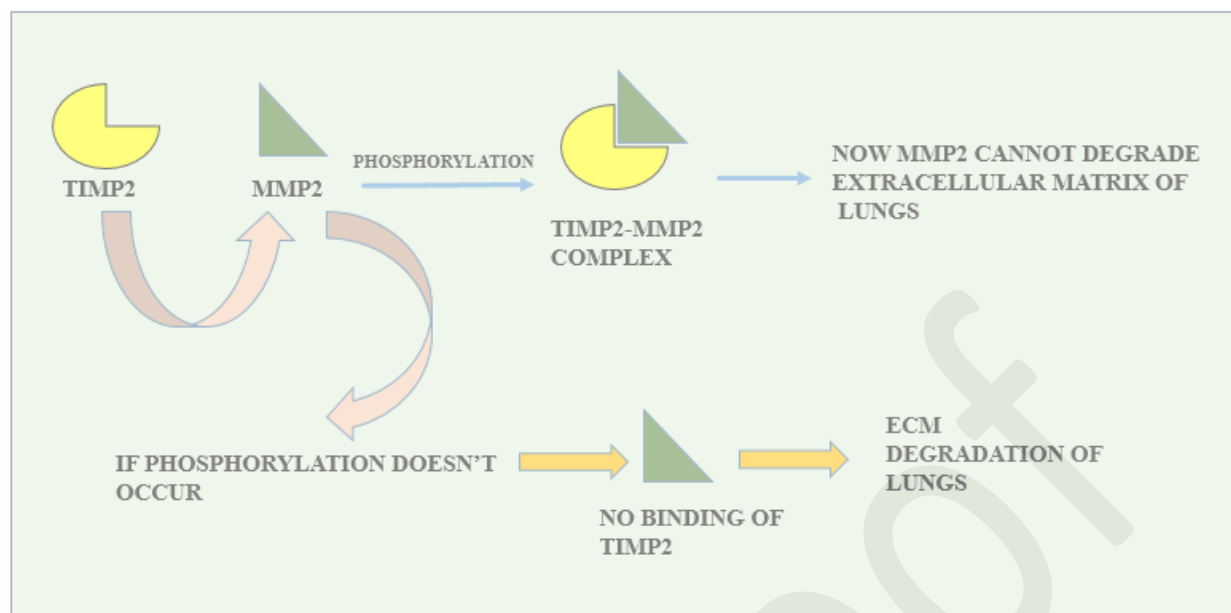 TIMP2
MMP2
PHOSPHORYLATION
TIMP2-MMP2
COMPLEX
NOW MMP2 CANNOT DEGRADE
EXTRACELLULAR MATRIX OF
LUNGS
IF PHOSPHORYLATION DOESN'T
OCCUR
NO BINDING OF
TIMP2
ECM
DEGRADATION OF
LUNGS